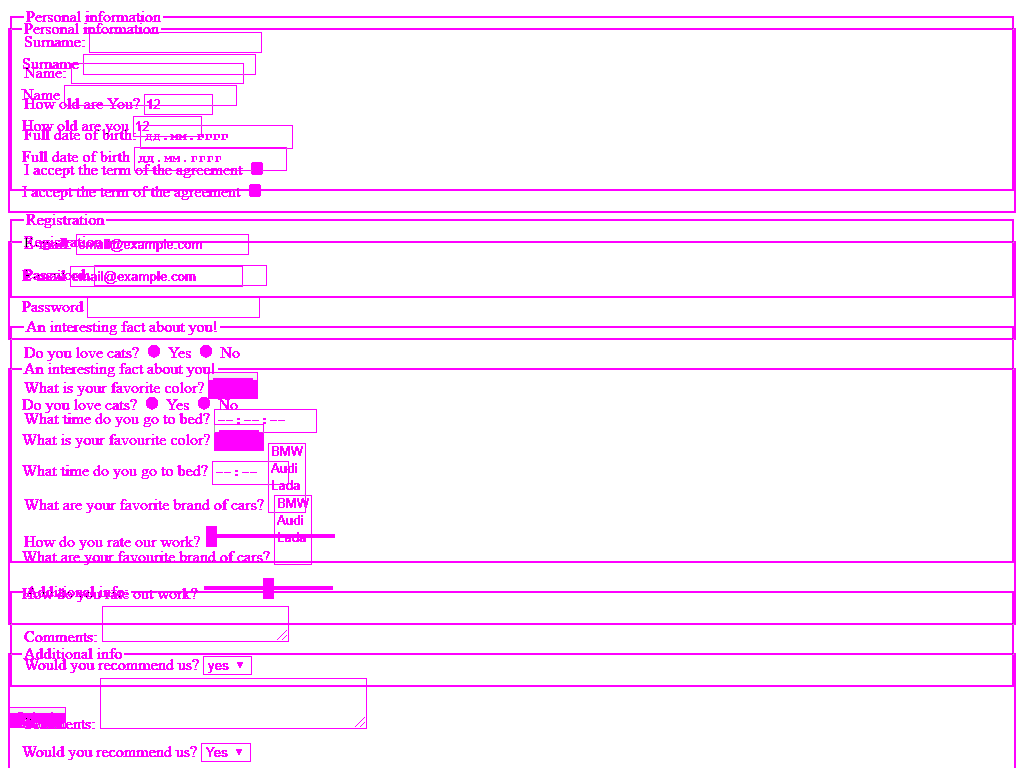 Personal information
Personal information
Surname:
Surname
Name:
Name
How old are You? 12
How old are you 12
Full date of birth: дд.мм.гггг
Full date of birth дд.мм.гггг
I accept the term of the agreement
I accept the term of the agreement
Registration
Registration
email@example.com
E-mail email@example.com
Password
An interesting fact about you!
Do you love cats? Yes No
An interesting fact about you!
What is your favorite color?
Do you love cats? Yes No
What time do you go to bed? --:--:--
What is your favourite color?
BMW
What time do you go to bed? --:-- Audi
Lada
What are your favorite brand of cars? BMW
Audi
How do you rate our work? Lada
What are your favourite brand of cars?
Additional info
How do you rate out work?
Comments:
Additional info
Would you recommend us? yes
Comments:
Would you recommend us? Yes